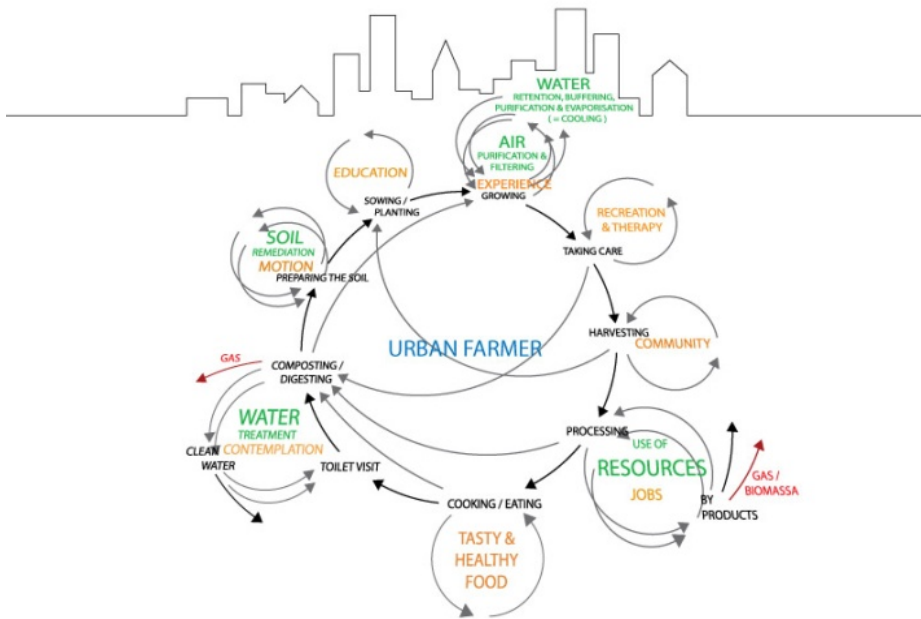 WATER
RETENTION, BUFFERING,
PURIFICATION & EVAPORISATION
( = COOLING )
AIR
PURIFICATION &
FILTERING
EXPERIENCE
GROWING
EDUCATION
SOWING /
PLANTING
RECREATION
& THERAPY
TAKING CARE
SOIL
REMEDIATION
MOTION
PREPARING THE SOIL
HARVESTING
COMMUNITY
URBAN FARMER
GAS
COMPOSTING /
DIGESTING
WATER
TREATMENT
CONTEMPLATION
CLEAN
WATER
TOILET VISIT
PROCESSING
USE OF
RESOURCES
JOBS
GAS /
BIOMASSA
BY
PRODUCTS
COOKING / EATING
TASTY &
HEALTHY
FOOD